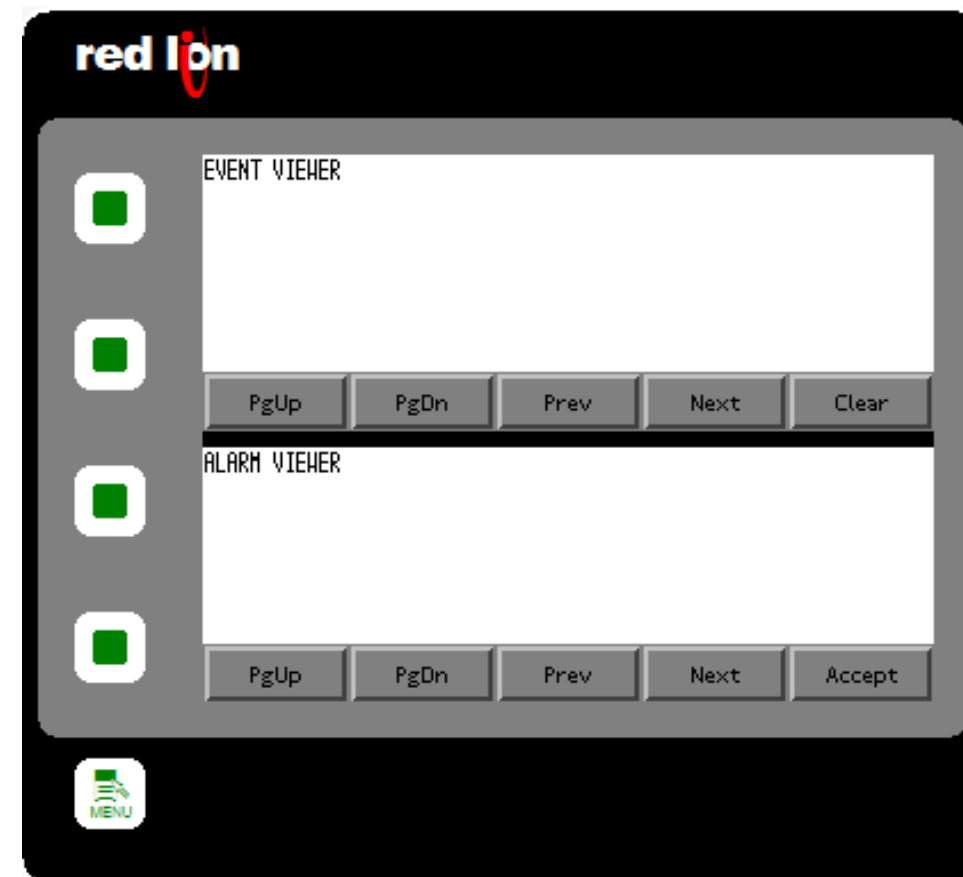 red lion
EVENT VIEWER
PgUp PgDn Prev Next Clear
ALARM VIEWER
PgUp PgDn Prev Next Accept
MENU